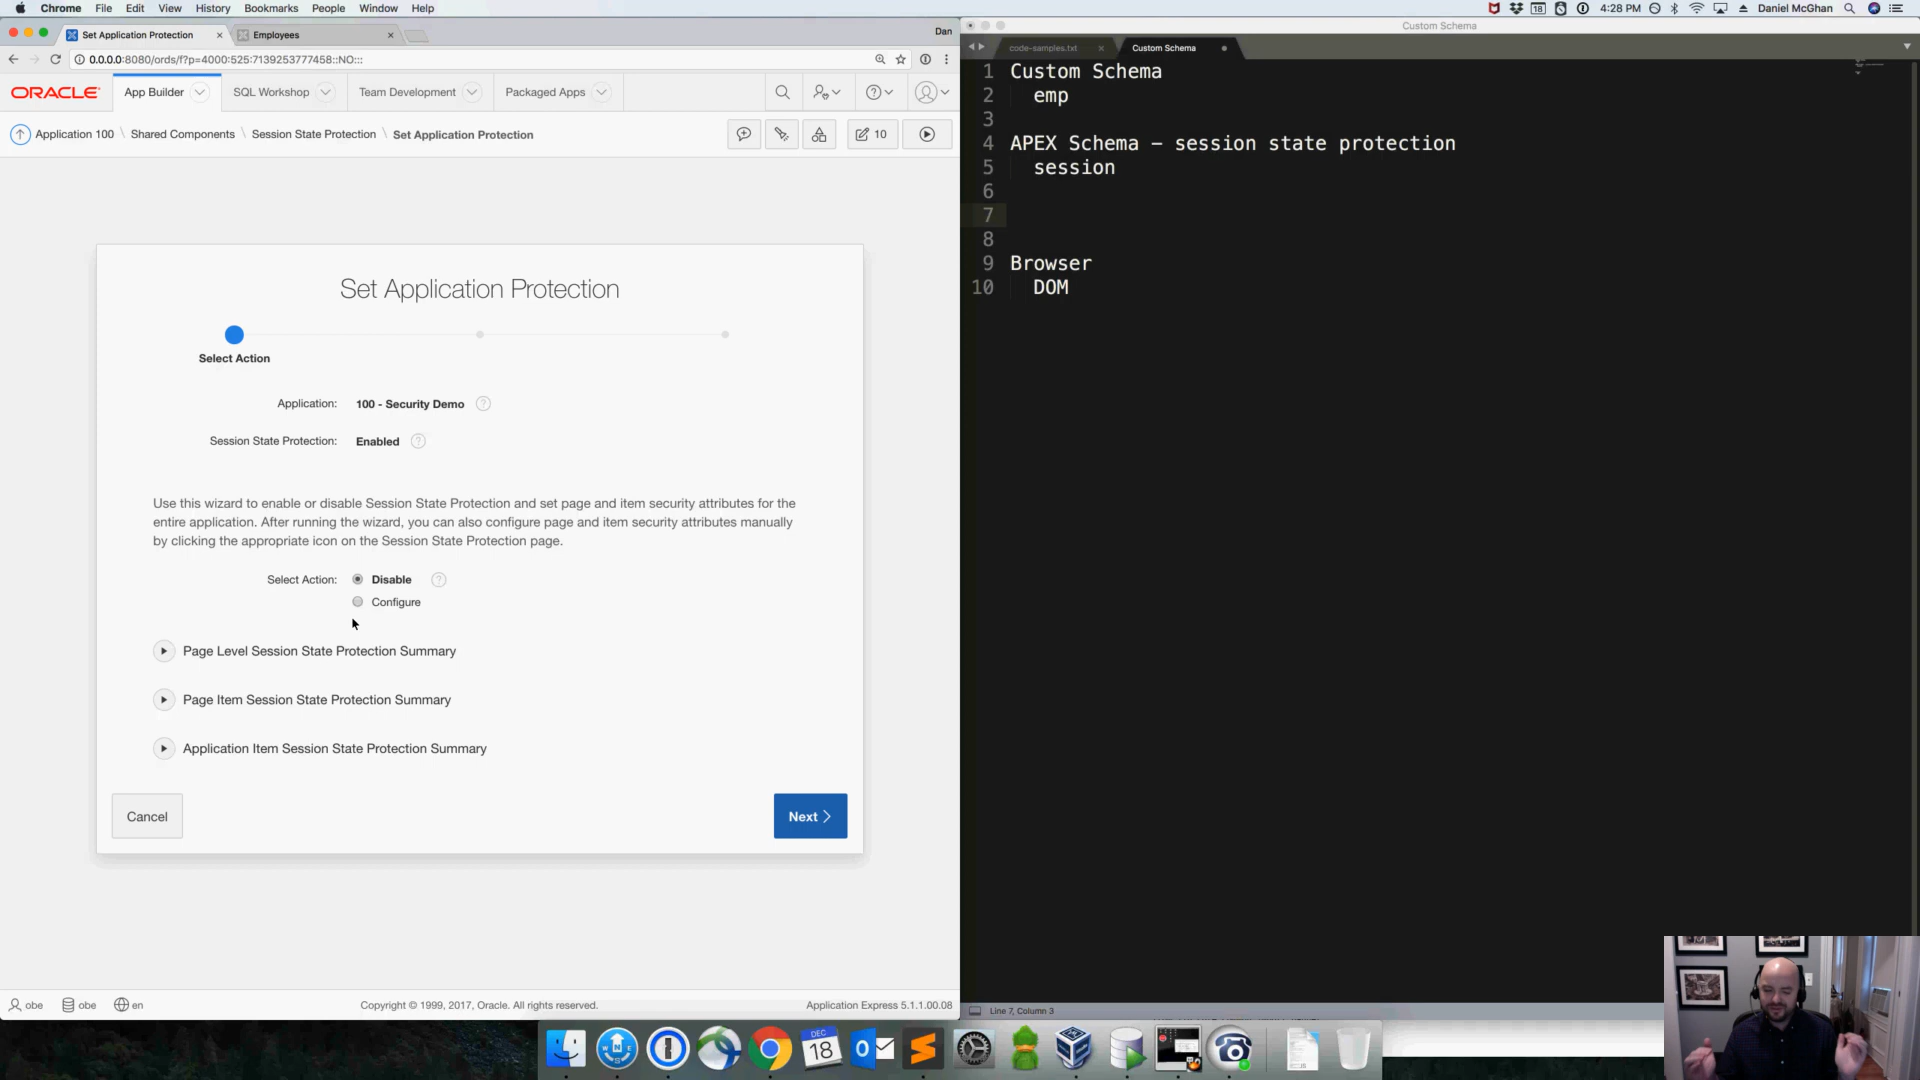 Chrome File Edit View History Bookmarks People Window Help
18 4:28 PM Daniel McGhan
Set Application Protection × Employees × Dan
0.0.0.0:8080/ords/f?p=4000:525:7139253777458::NO:::
ORACLE App Builder SQL Workshop Team Development Packaged Apps
Application 100 \ Shared Components \ Session State Protection \ Set Application Protection 10
Set Application Protection
Select Action
Application: 100 - Security Demo ?
Session State Protection: Enabled ?
Use this wizard to enable or disable Session State Protection and set page and item security attributes for the
entire application. After running the wizard, you can also configure page and item security attributes manually
by clicking the appropriate icon on the Session State Protection page.
Select Action: Disable ?
Configure
Page Level Session State Protection Summary
Page Item Session State Protection Summary
Application Item Session State Protection Summary
Cancel Next
obe obe en Copyright © 1999, 2017, Oracle. All rights reserved. Application Express 5.1.1.00.08
Custom Schema
code-samples.txt × Custom Schema
1 Custom Schema
2 emp
3
4 APEX Schema – session state protection
5 session
6
7
8
9 Browser
10 DOM
Line 7, Column 3
DEC
18